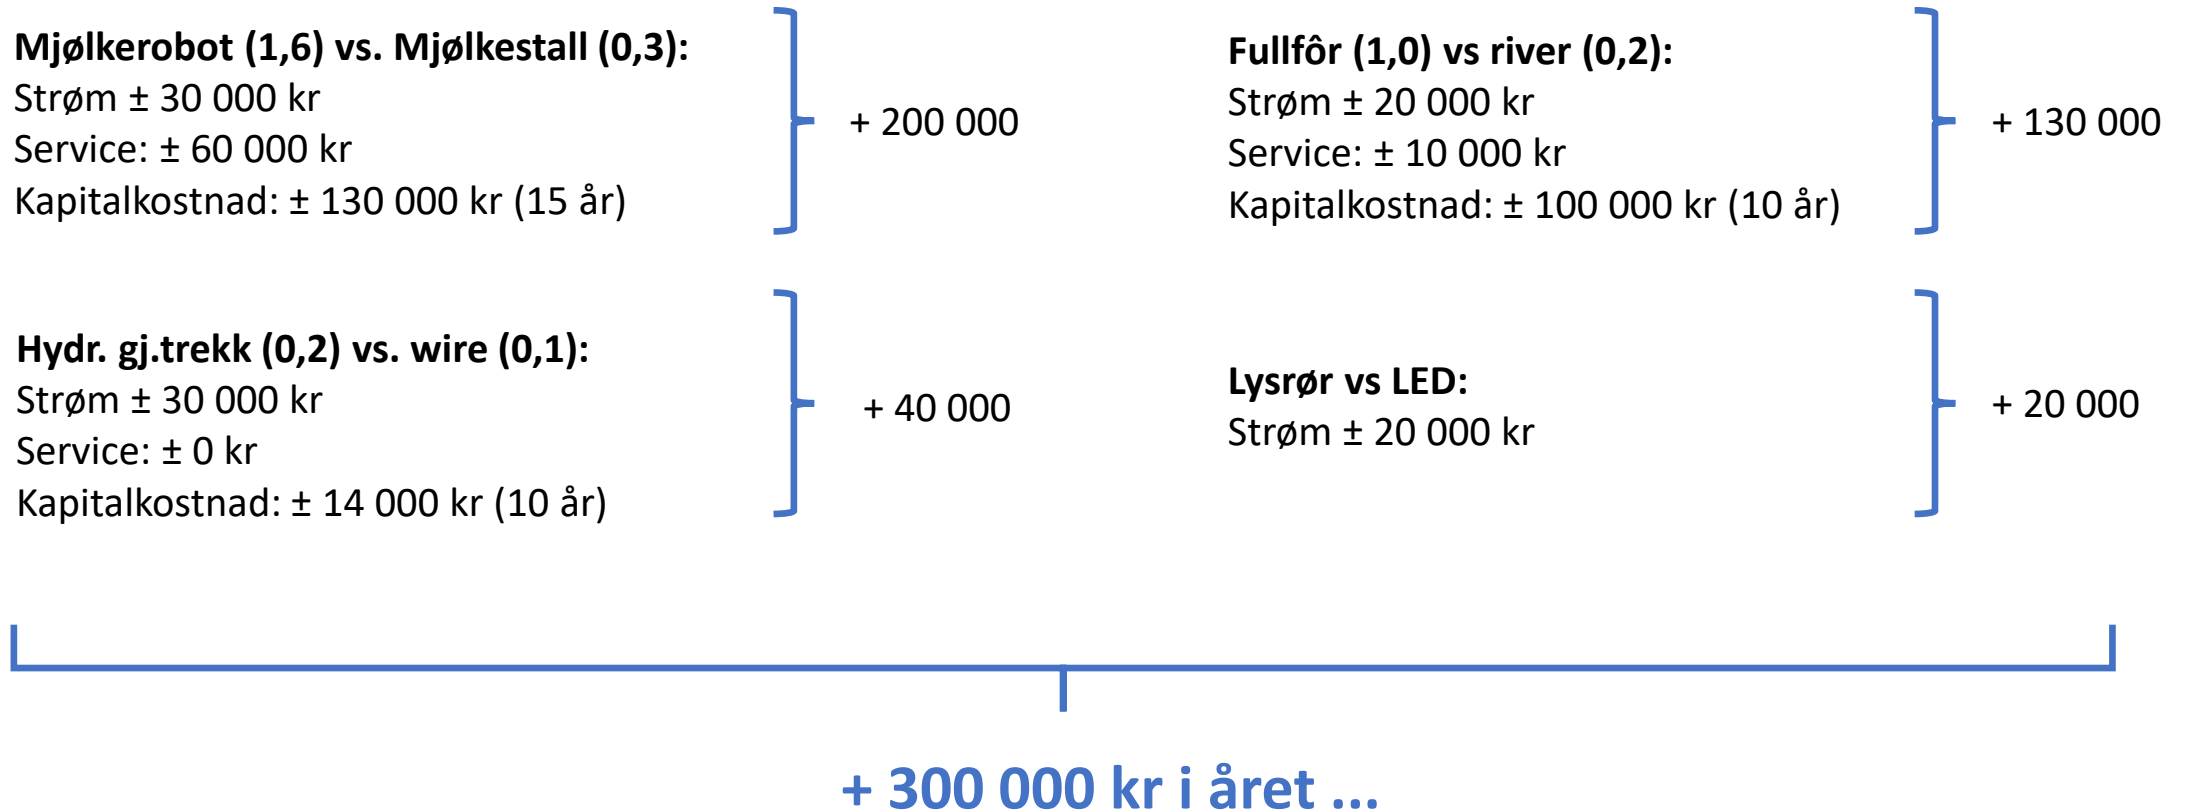 Mjølkerobot (1,6) vs. Mjølkestall (0,3):
Strøm ± 30 000 kr
Service: ± 60 000 kr
Kapitalkostnad: ± 130 000 kr (15 år)
+ 200 000
Fullfôr (1,0) vs river (0,2):
Strøm ± 20 000 kr
Service: ± 10 000 kr
Kapitalkostnad: ± 100 000 kr (10 år)
+ 130 000
Hydr. gj.trekk (0,2) vs. wire (0,1):
Strøm ± 30 000 kr
Service: ± 0 kr
Kapitalkostnad: ± 14 000 kr (10 år)
+ 40 000
Lysrør vs LED:
Strøm ± 20 000 kr
+ 20 000
+ 300 000 kr i året ...